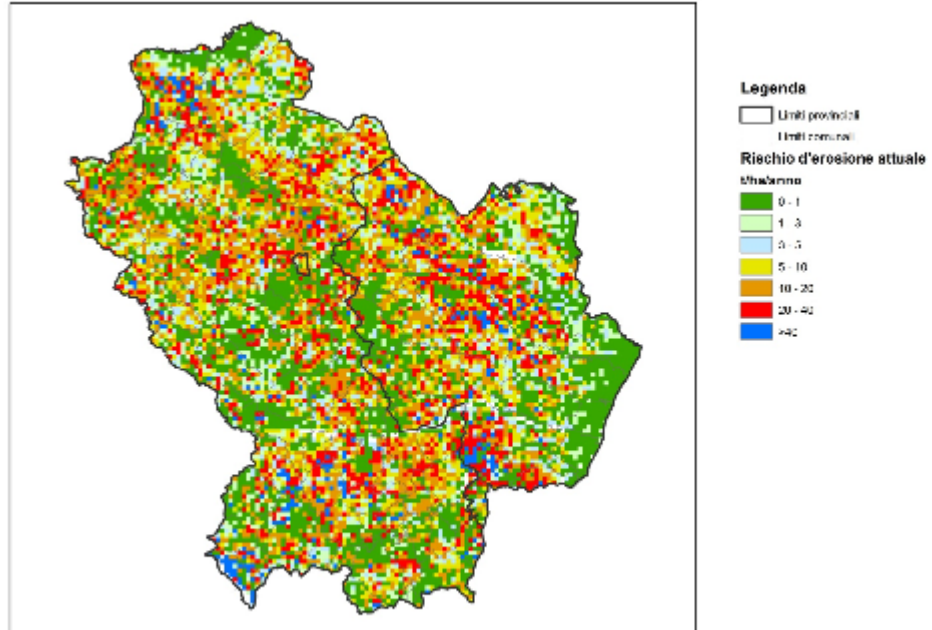 Legenda
Limiti provinciali
Limiti comunali
Rischio d'erosione attuale
t/ha/anno
0 - 1
1 - 3
3 - 5
5 - 10
10 - 20
20 - 40
>40